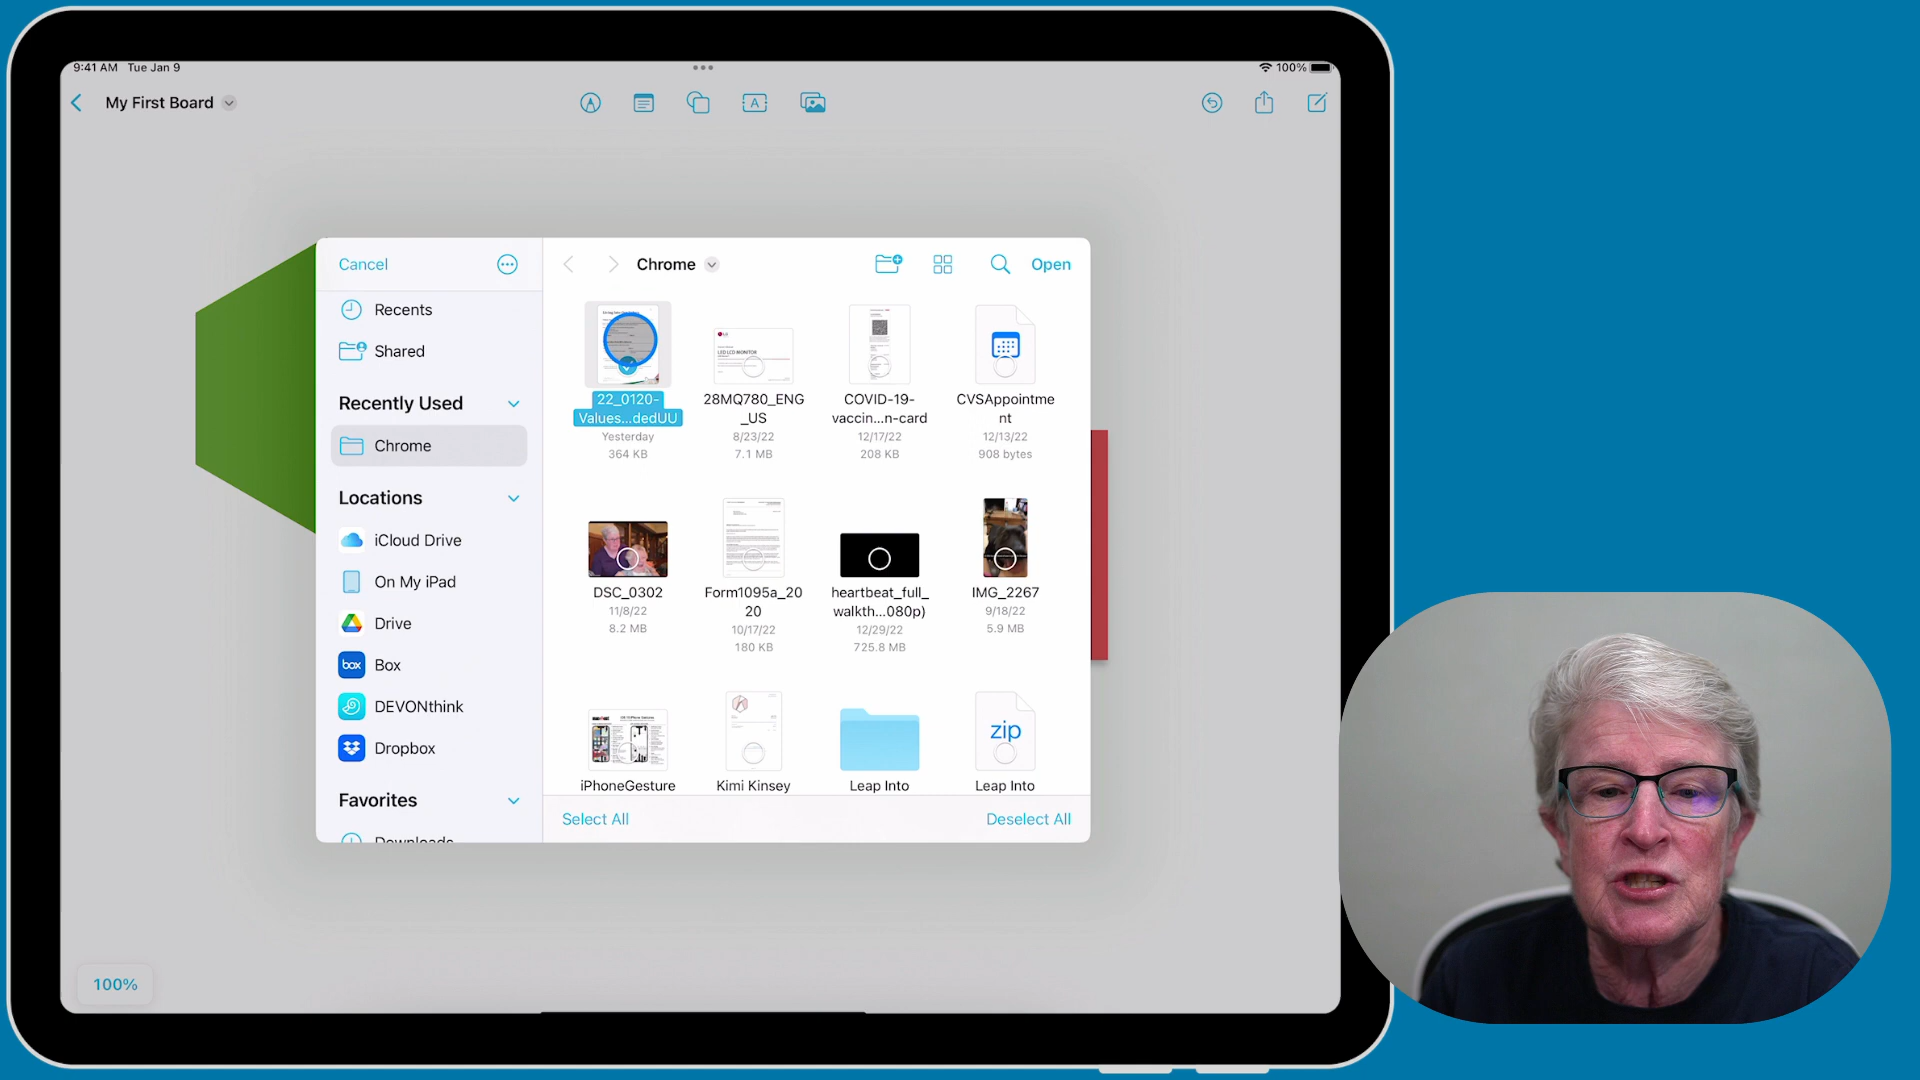 9:41 AM Tue Jan 9
100%
My First Board
A
Cancel
Chrome
Open
Recents
Shared
Recently Used
Chrome
Locations
iCloud Drive
On My iPad
Drive
box
Box
DEVONthink
Dropbox
Favorites
22_0120-
Values...dedUU
Yesterday
364 KB
LED LCD MONITOR
28MQ780_ENG
_US
8/23/22
7.1 MB
COVID-19-
vaccin...n-card
12/17/22
208 KB
CVSAppointme
nt
12/13/22
908 bytes
DSC_0302
11/8/22
8.2 MB
Form1095a_20
20
10/17/22
180 KB
heartbeat_full_
walkth...080p)
12/29/22
725.8 MB
IMG_2267
9/18/22
5.9 MB
iPhoneGesture
Kimi Kinsey
Leap Into
zip
Leap Into
Select All
Deselect All
100%